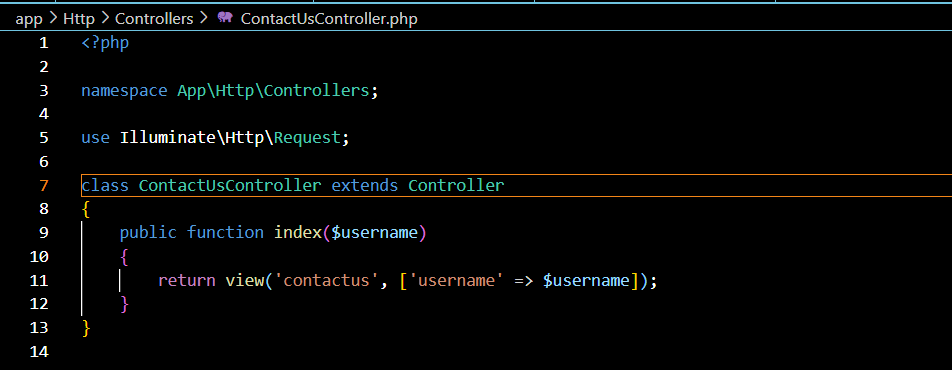 app > Http > Controllers > ContactUsController.php
1 <?php
2
3 namespace App\Http\Controllers;
4
5 use Illuminate\Http\Request;
6
7 class ContactUsController extends Controller
8 {
9     public function index($username)
10     {
11         return view('contactus', ['username' => $username]);
12     }
13 }
14